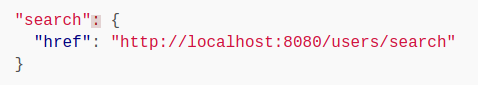 "search": {
  "href": "http://localhost:8080/users/search"
}